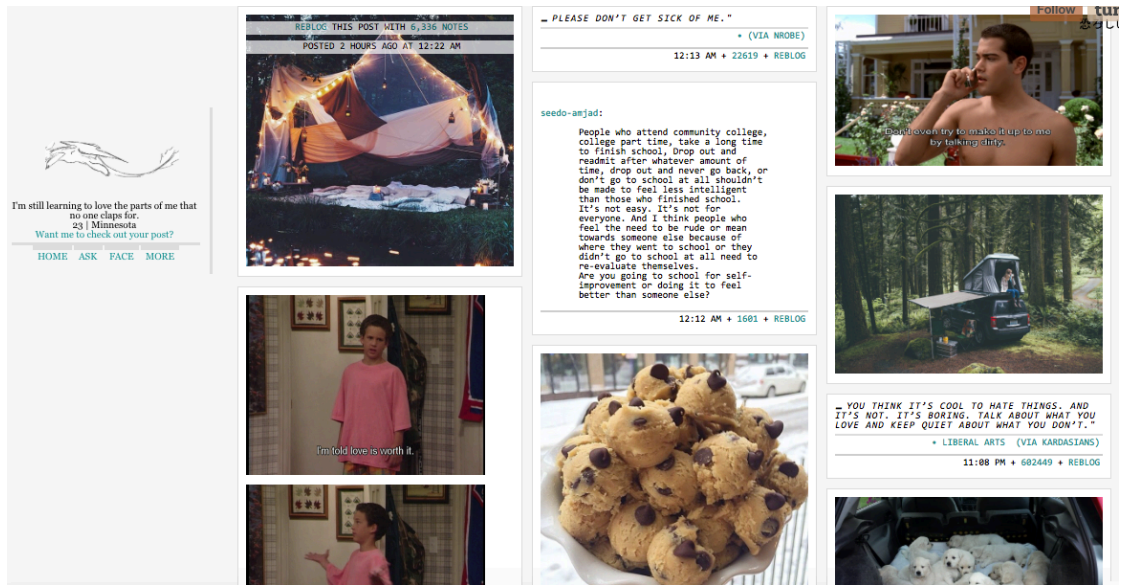 I'm still learning to love the parts of me that
no one claps for.
23 | Minnesota
Want me to check out your post?
HOME ASK FACE MORE
REBLOG THIS POST WITH 6,336 NOTES
POSTED 2 HOURS AGO AT 12:22 AM
I'm told love is worth it.
… PLEASE DON'T GET SICK OF ME."
• (VIA NROBE)
12:13 AM + 22619 + REBLOG
seedo-amjad:
People who attend community college,
college part time, take a long time
to finish school, Drop out and
readmit after whatever amount of
time, drop out and never go back, or
don't go to school at all shouldn't
be made to feel less intelligent
than those who finished school.
It's not easy. It's not for
everyone. And I think people who
feel the need to be rude or mean
towards someone else because of
where they went to school or they
didn't go to school at all need to
re-evaluate themselves.
Are you going to school for self-
improvement or doing it to feel
better than someone else?
12:12 AM + 1601 + REBLOG
Follow
"Don't even try to make it up to me
by talking dirty.
… YOU THINK IT'S COOL TO HATE THINGS. AND
IT'S NOT. IT'S BORING. TALK ABOUT WHAT YOU
LOVE AND KEEP QUIET ABOUT WHAT YOU DON'T."
• LIBERAL ARTS (VIA KARDASIANS)
11:08 PM + 602449 + REBLOG